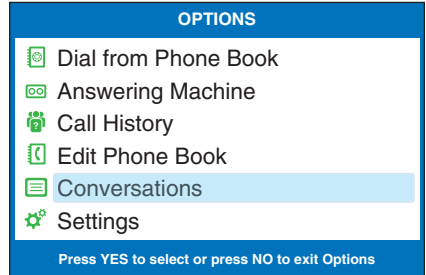 OPTIONS
Dial from Phone Book
Answering Machine
Call History
Edit Phone Book
Conversations
Settings
Press YES to select or press NO to exit Options